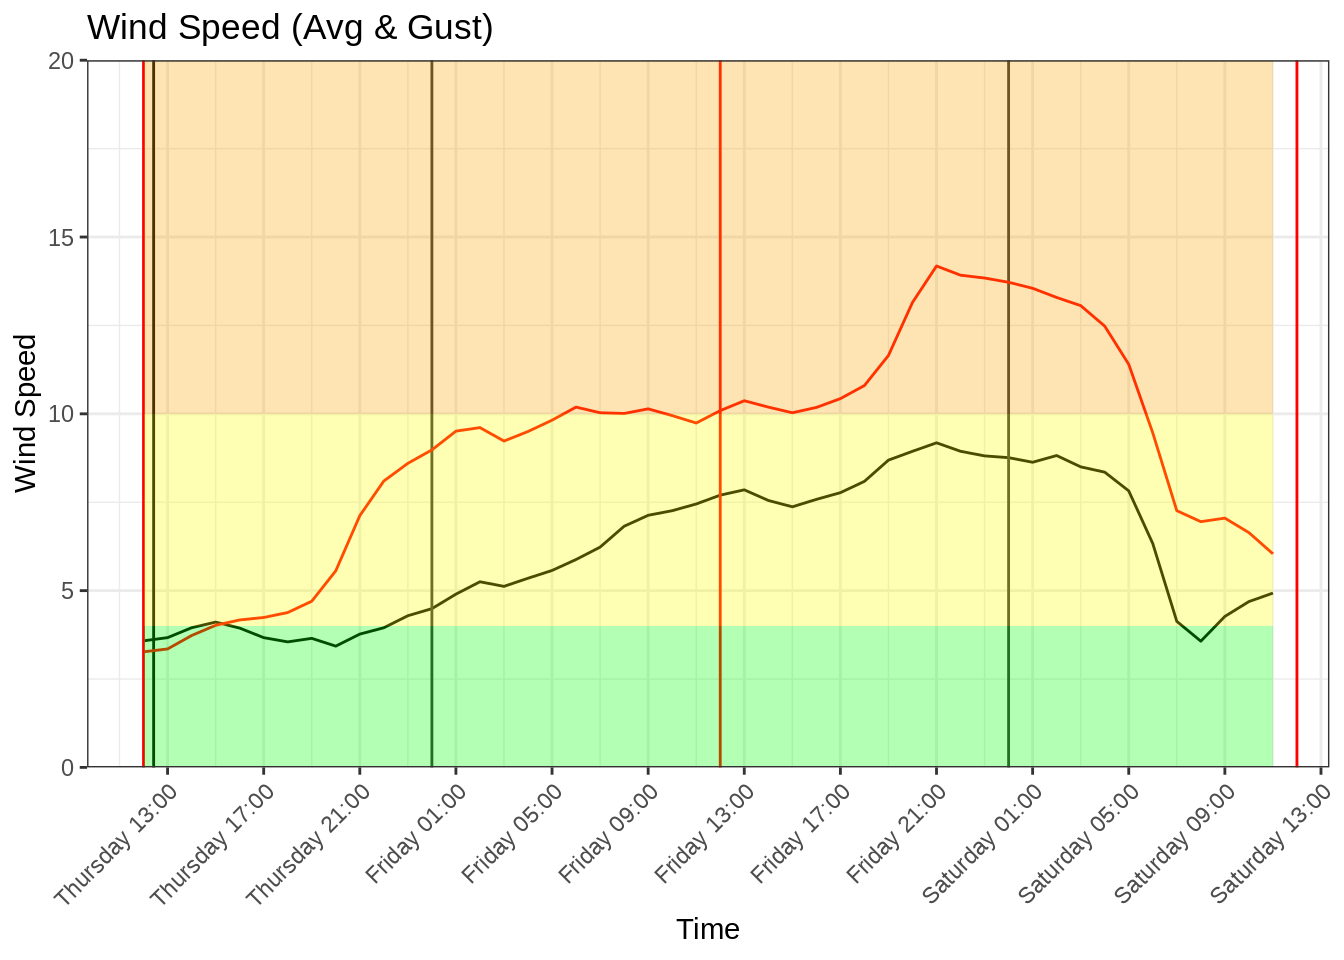 Wind Speed (Avg & Gust)
20
15
10
5
0
Wind Speed
Thursday 13:00
Thursday 17:00
Thursday 21:00
Friday 01:00
Friday 05:00
Friday 09:00
Friday 13:00
Friday 17:00
Friday 21:00
Saturday 01:00
Saturday 05:00
Saturday 09:00
Saturday 13:00
Time